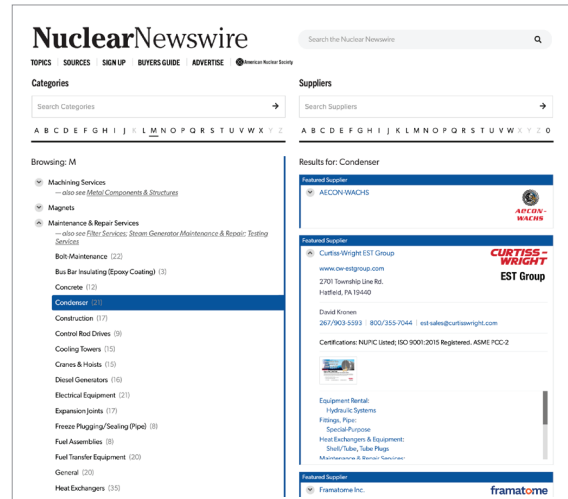 NuclearNewswire
Search the Nuclear Newswire
TOPICS SOURCES SIGN UP BUYERS GUIDE ADVERTISE American Nuclear Society
Categories
Search Categories
A B C D E F G H I J K L M N O P Q R S T U V W X Y Z
Browsing: M
Machining Services
— also see Metal Components & Structures
Magnets
Maintenance & Repair Services
— also see Filter Services; Steam Generator Maintenance & Repair; Testing
Services
Bolt-Maintenance (22)
Bus Bar Insulating (Epoxy Coating) (3)
Concrete (12)
Condenser (21)
Construction (17)
Control Rod Drives (9)
Cooling Towers (15)
Cranes & Hoists (15)
Diesel Generators (16)
Electrical Equipment (21)
Expansion Joints (17)
Freeze Plugging/Sealing (Pipe) (8)
Fuel Assemblies (8)
Fuel Transfer Equipment (20)
General (20)
Heat Exchangers (35)
Suppliers
Search Suppliers
A B C D E F G H I J K L M N O P Q R S T U V W X Y Z 0
Results for: Condenser
Featured Supplier
AECON-WACHS
AECON-
WACHS
Featured Supplier
Curtiss-Wright EST Group
CURTISS-
WRIGHT
EST Group
www.cw-estgroup.com
2701 Township Line Rd.
Hatfield, PA 19440
David Kronen
267/903-5593 | 800/355-7044 | est-sales@curtisswright.com
Certifications: NUPIC Listed; ISO 9001:2015 Registered. ASME PCC-2
Equipment Rental:
Hydraulic Systems
Fittings, Pipe:
Special-Purpose
Heat Exchangers & Equipment:
Shell/Tube, Tube Plugs
Maintenance & Repair Services:
Featured Supplier
Framatome Inc.
framatome